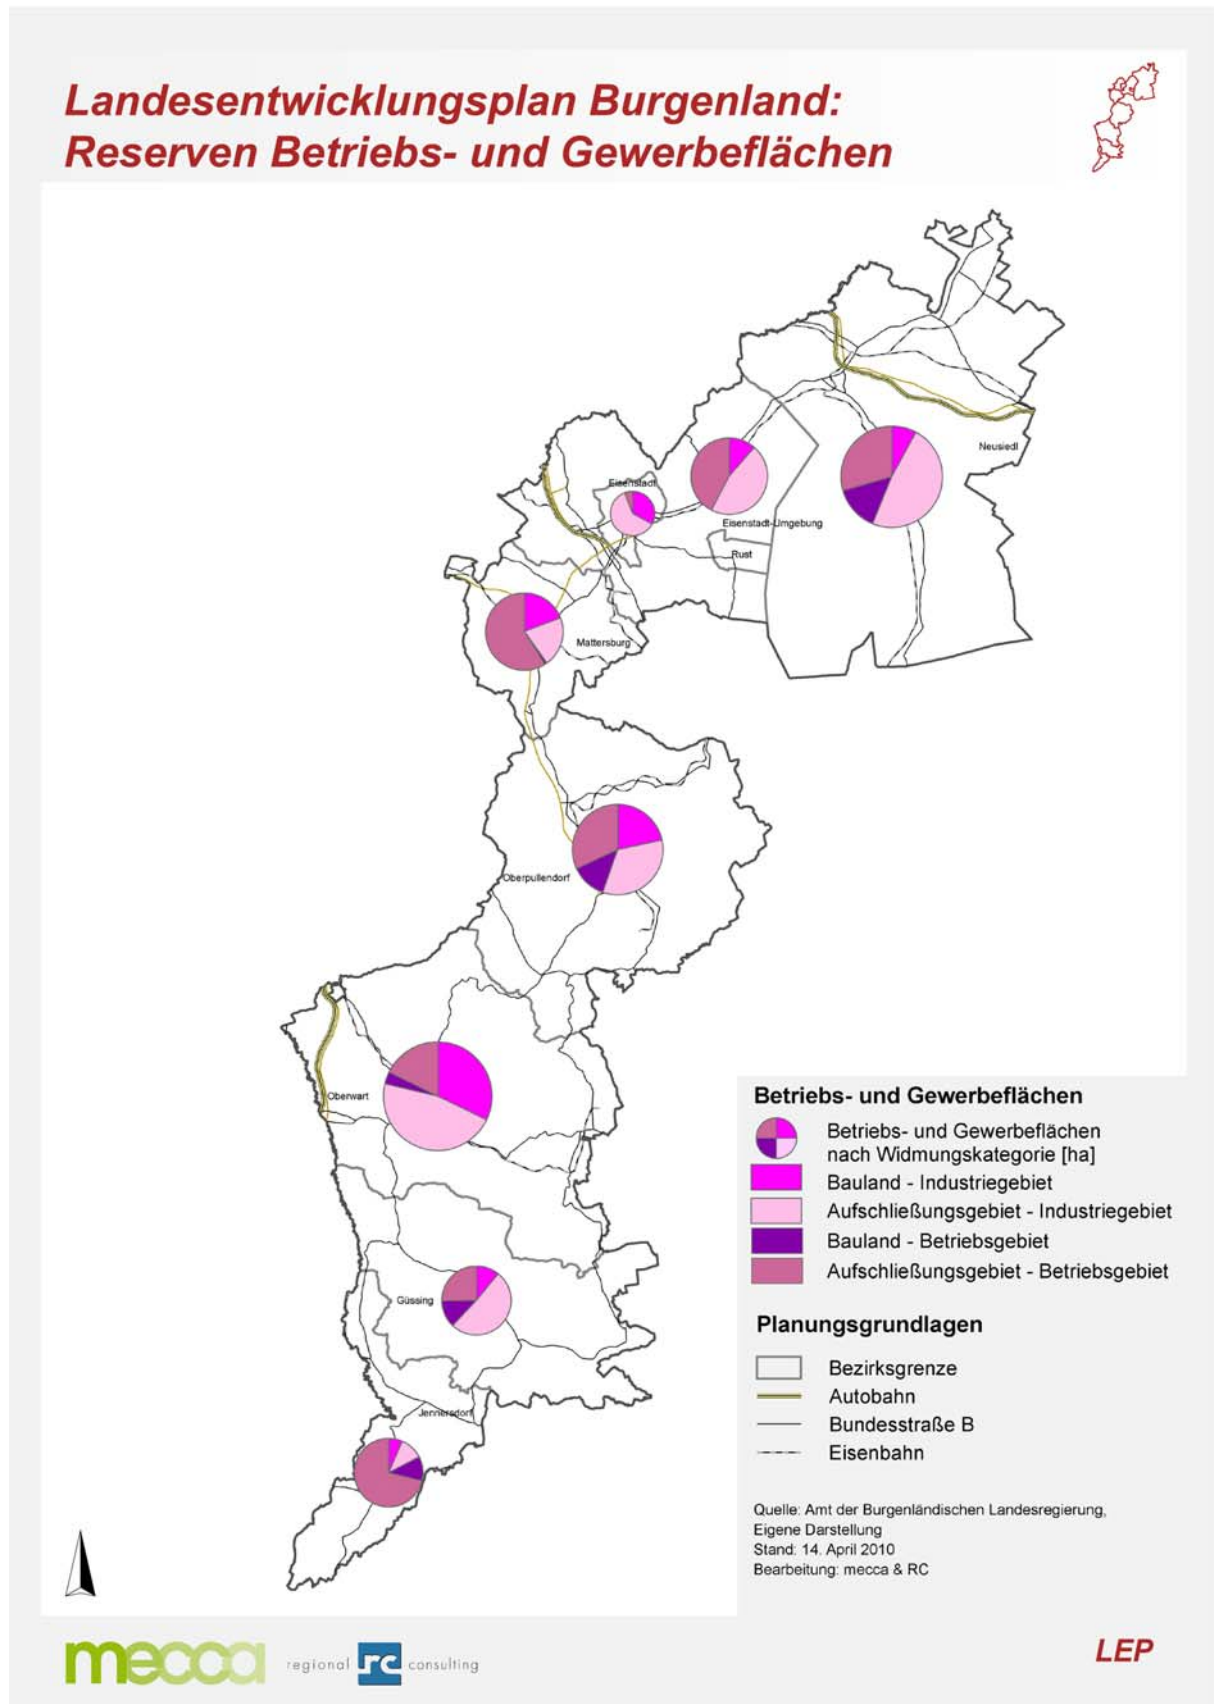 Landesentwicklungsplan Burgenland:
Reserven Betriebs- und Gewerbeflächen
Neusiedl
Eisenstadt
Eisenstadt-Umgebung
Rust
Mattersburg
Oberpullendorf
Oberwart
Güssing
Jennersdorf
Betriebs- und Gewerbeflächen
Betriebs- und Gewerbeflächen
nach Widmungskategorie [ha]
Bauland - Industriegebiet
Aufschließungsgebiet - Industriegebiet
Bauland - Betriebsgebiet
Aufschließungsgebiet - Betriebsgebiet
Planungsgrundlagen
Bezirksgrenze
Autobahn
Bundesstraße B
Eisenbahn
Quelle: Amt der Burgenländischen Landesregierung,
Eigene Darstellung
Stand: 14. April 2010
Bearbeitung: mecca & RC
mecca
regional rc consulting
LEP